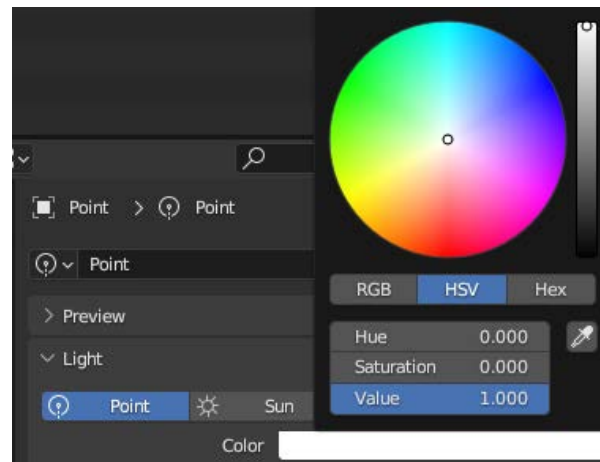 Point > Point
Point
Preview
Light
Point Sun
Color
RGB HSV Hex
Hue 0.000
Saturation 0.000
Value 1.000